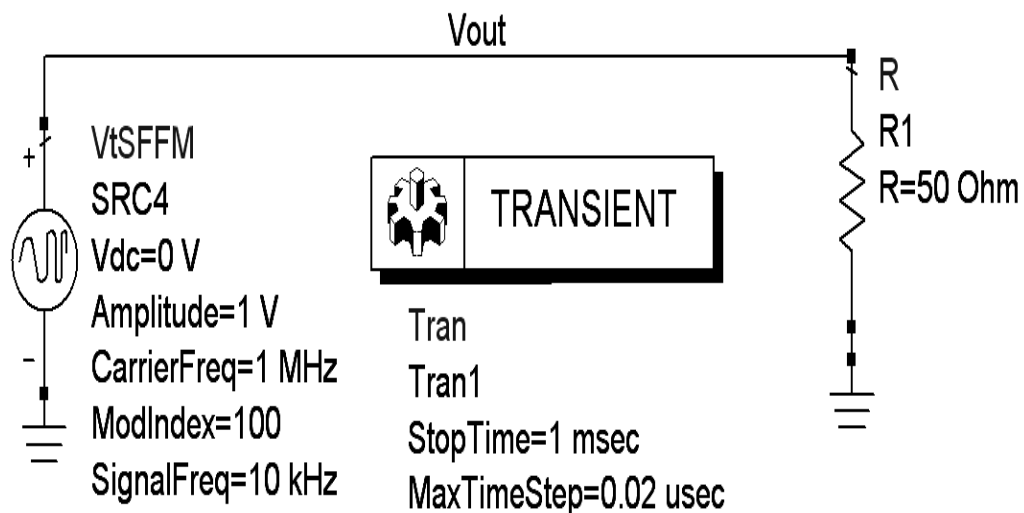 Vout
VtSFFM
SRC4
Vdc=0 V
Amplitude=1 V
CarrierFreq=1 MHz
ModIndex=100
SignalFreq=10 kHz
+
-
TRANSIENT
Tran
Tran1
StopTime=1 msec
MaxTimeStep=0.02 usec
R
R1
R=50 Ohm